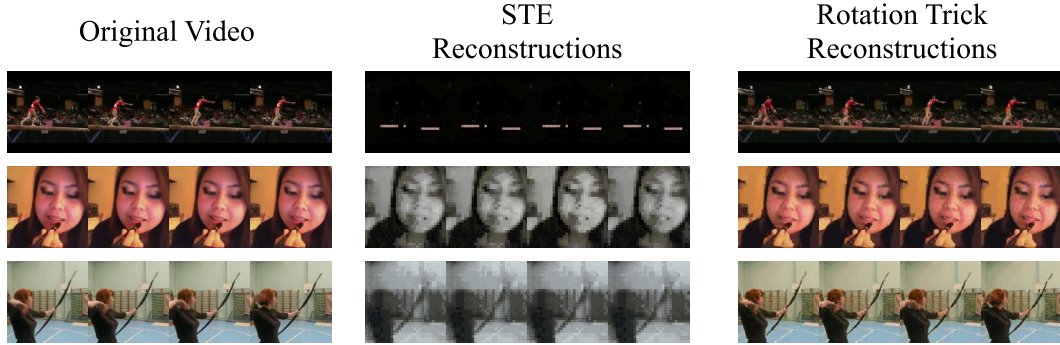 Original Video
STE
Reconstructions
Rotation Trick
Reconstructions